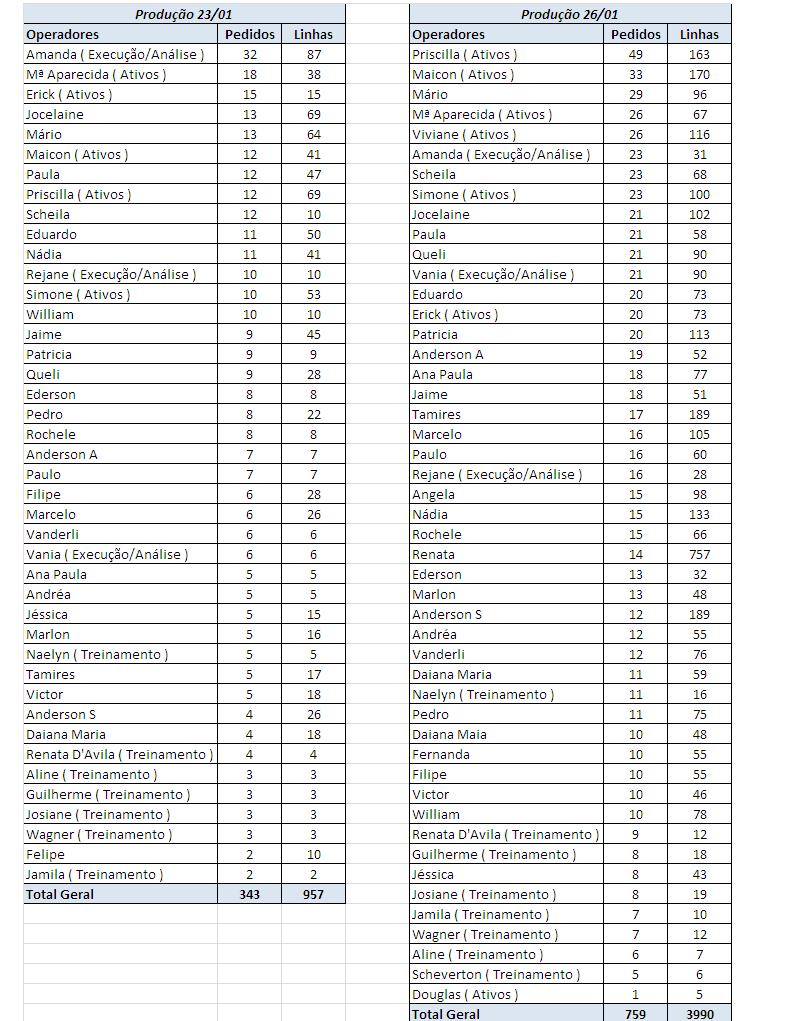 Produção 23/01
Operadores Pedidos Linhas
Amanda ( Execução/Análise ) 32 87
Mª Aparecida ( Ativos ) 18 38
Erick ( Ativos ) 15 15
Jocelaine 13 69
Mário 13 64
Maicon ( Ativos ) 12 41
Paula 12 47
Priscilla ( Ativos ) 12 69
Scheila 12 10
Eduardo 11 50
Nádia 11 41
Rejane ( Execução/Análise ) 10 10
Simone ( Ativos ) 10 53
William 10 10
Jaime 9 45
Patricia 9 9
Queli 9 28
Ederson 8 8
Pedro 8 22
Rochele 8 8
Anderson A 7 7
Paulo 7 7
Filipe 6 28
Marcelo 6 26
Vanderli 6 6
Vania ( Execução/Análise ) 6 6
Ana Paula 5 5
Andréa 5 5
Jéssica 5 15
Marlon 5 16
Naelyn ( Treinamento ) 5 5
Tamires 5 17
Victor 5 18
Anderson S 4 26
Daiana Maria 4 18
Renata D'Avila ( Treinamento ) 4 4
Aline ( Treinamento ) 3 3
Guilherme ( Treinamento ) 3 3
Josiane ( Treinamento ) 3 3
Wagner ( Treinamento ) 3 3
Felipe 2 10
Jamila ( Treinamento ) 2 2
Total Geral 343 957
Produção 26/01
Operadores Pedidos Linhas
Priscilla ( Ativos ) 49 163
Maicon ( Ativos ) 33 170
Mário 29 96
Mª Aparecida ( Ativos ) 26 67
Viviane ( Ativos ) 26 116
Amanda ( Execução/Análise ) 23 31
Scheila 23 68
Simone ( Ativos ) 23 100
Jocelaine 21 102
Paula 21 58
Queli 21 90
Vania ( Execução/Análise ) 21 90
Eduardo 20 73
Erick ( Ativos ) 20 73
Patricia 20 113
Anderson A 19 52
Ana Paula 18 77
Jaime 18 51
Tamires 17 189
Marcelo 16 105
Paulo 16 60
Rejane ( Execução/Análise ) 16 28
Angela 15 98
Nádia 15 133
Rochele 15 66
Renata 14 757
Ederson 13 32
Marlon 13 48
Anderson S 12 189
Andréa 12 55
Vanderli 12 76
Daiana Maria 11 59
Naelyn ( Treinamento ) 11 16
Pedro 11 75
Daiana Maia 10 48
Fernanda 10 55
Filipe 10 55
Victor 10 46
William 10 78
Renata D'Avila ( Treinamento ) 9 12
Guilherme ( Treinamento ) 8 18
Jéssica 8 43
Josiane ( Treinamento ) 8 19
Jamila ( Treinamento ) 7 10
Wagner ( Treinamento ) 7 12
Aline ( Treinamento ) 6 7
Scheverton ( Treinamento ) 5 6
Douglas ( Ativos ) 1 5
Total Geral 759 3990